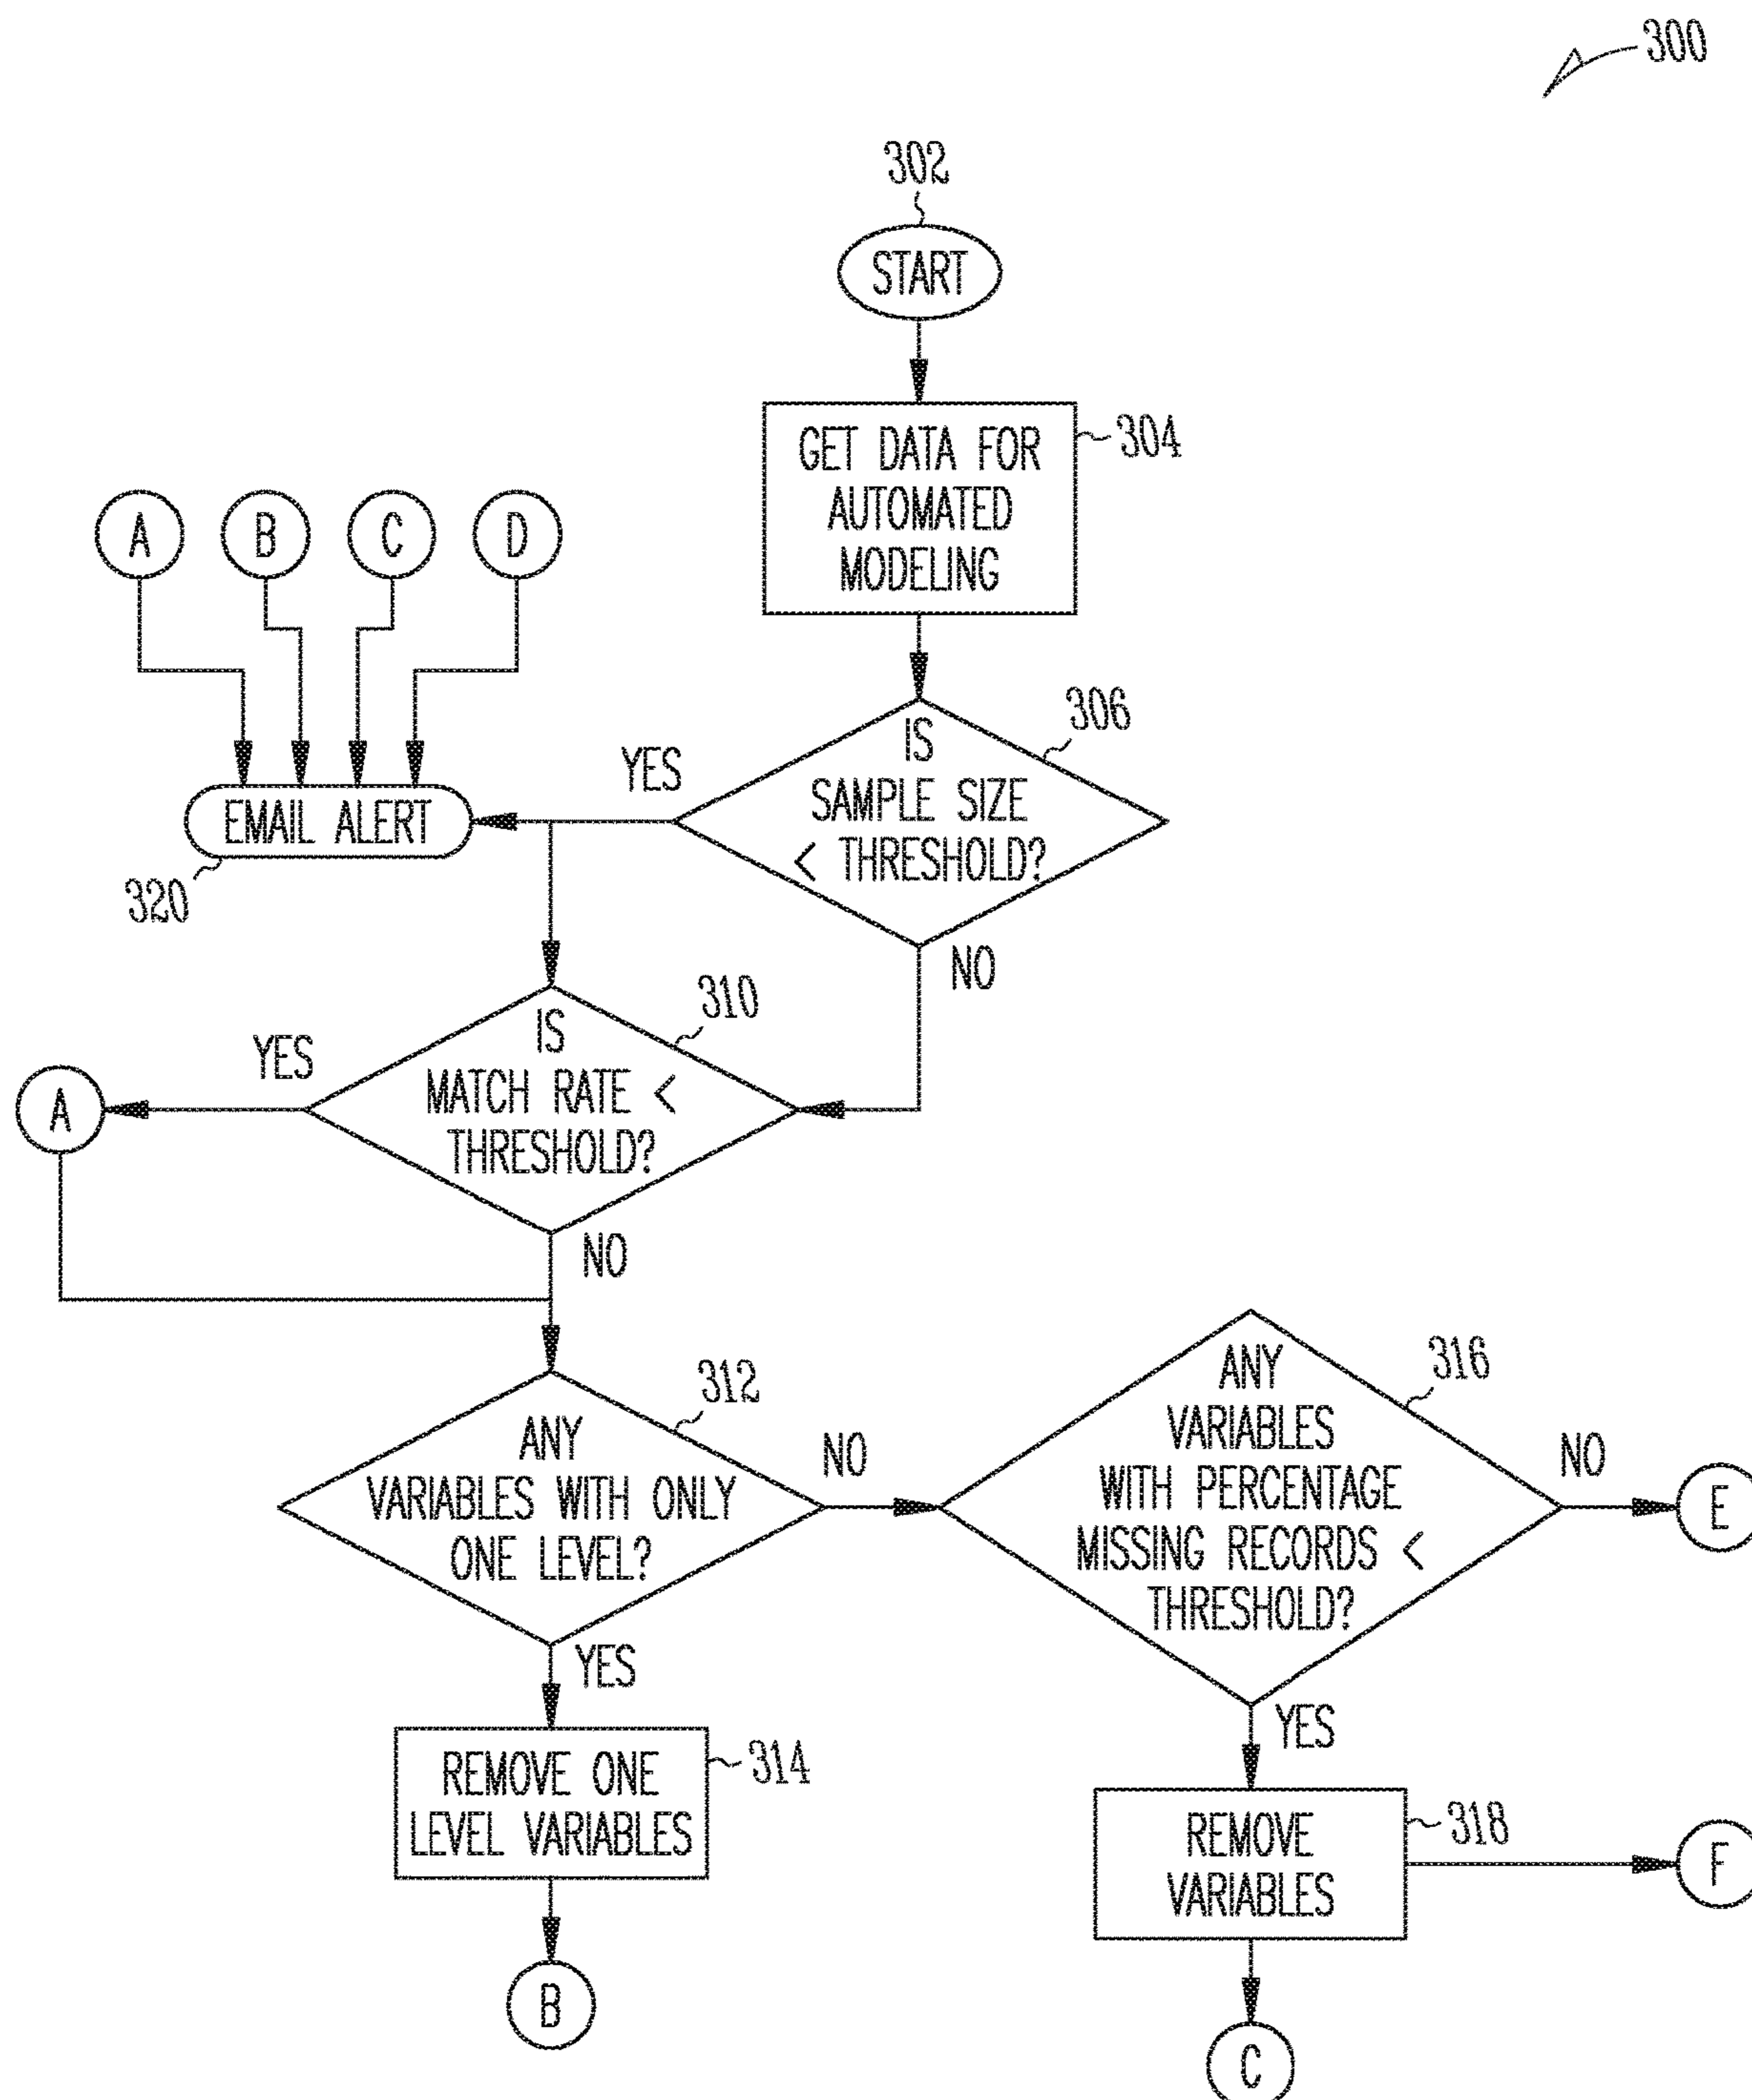 300
302
START
GET DATA FOR
AUTOMATED
MODELING
304
A B C D
IS
SAMPLE SIZE
< THRESHOLD?
306
YES
NO
EMAIL ALERT
320
IS
MATCH RATE <
THRESHOLD?
310
YES
NO
A
ANY
VARIABLES WITH ONLY
ONE LEVEL?
312
NO
YES
ANY
VARIABLES
WITH PERCENTAGE
MISSING RECORDS <
THRESHOLD?
316
NO
E
YES
REMOVE ONE
LEVEL VARIABLES
314
B
REMOVE
VARIABLES
318
F
C